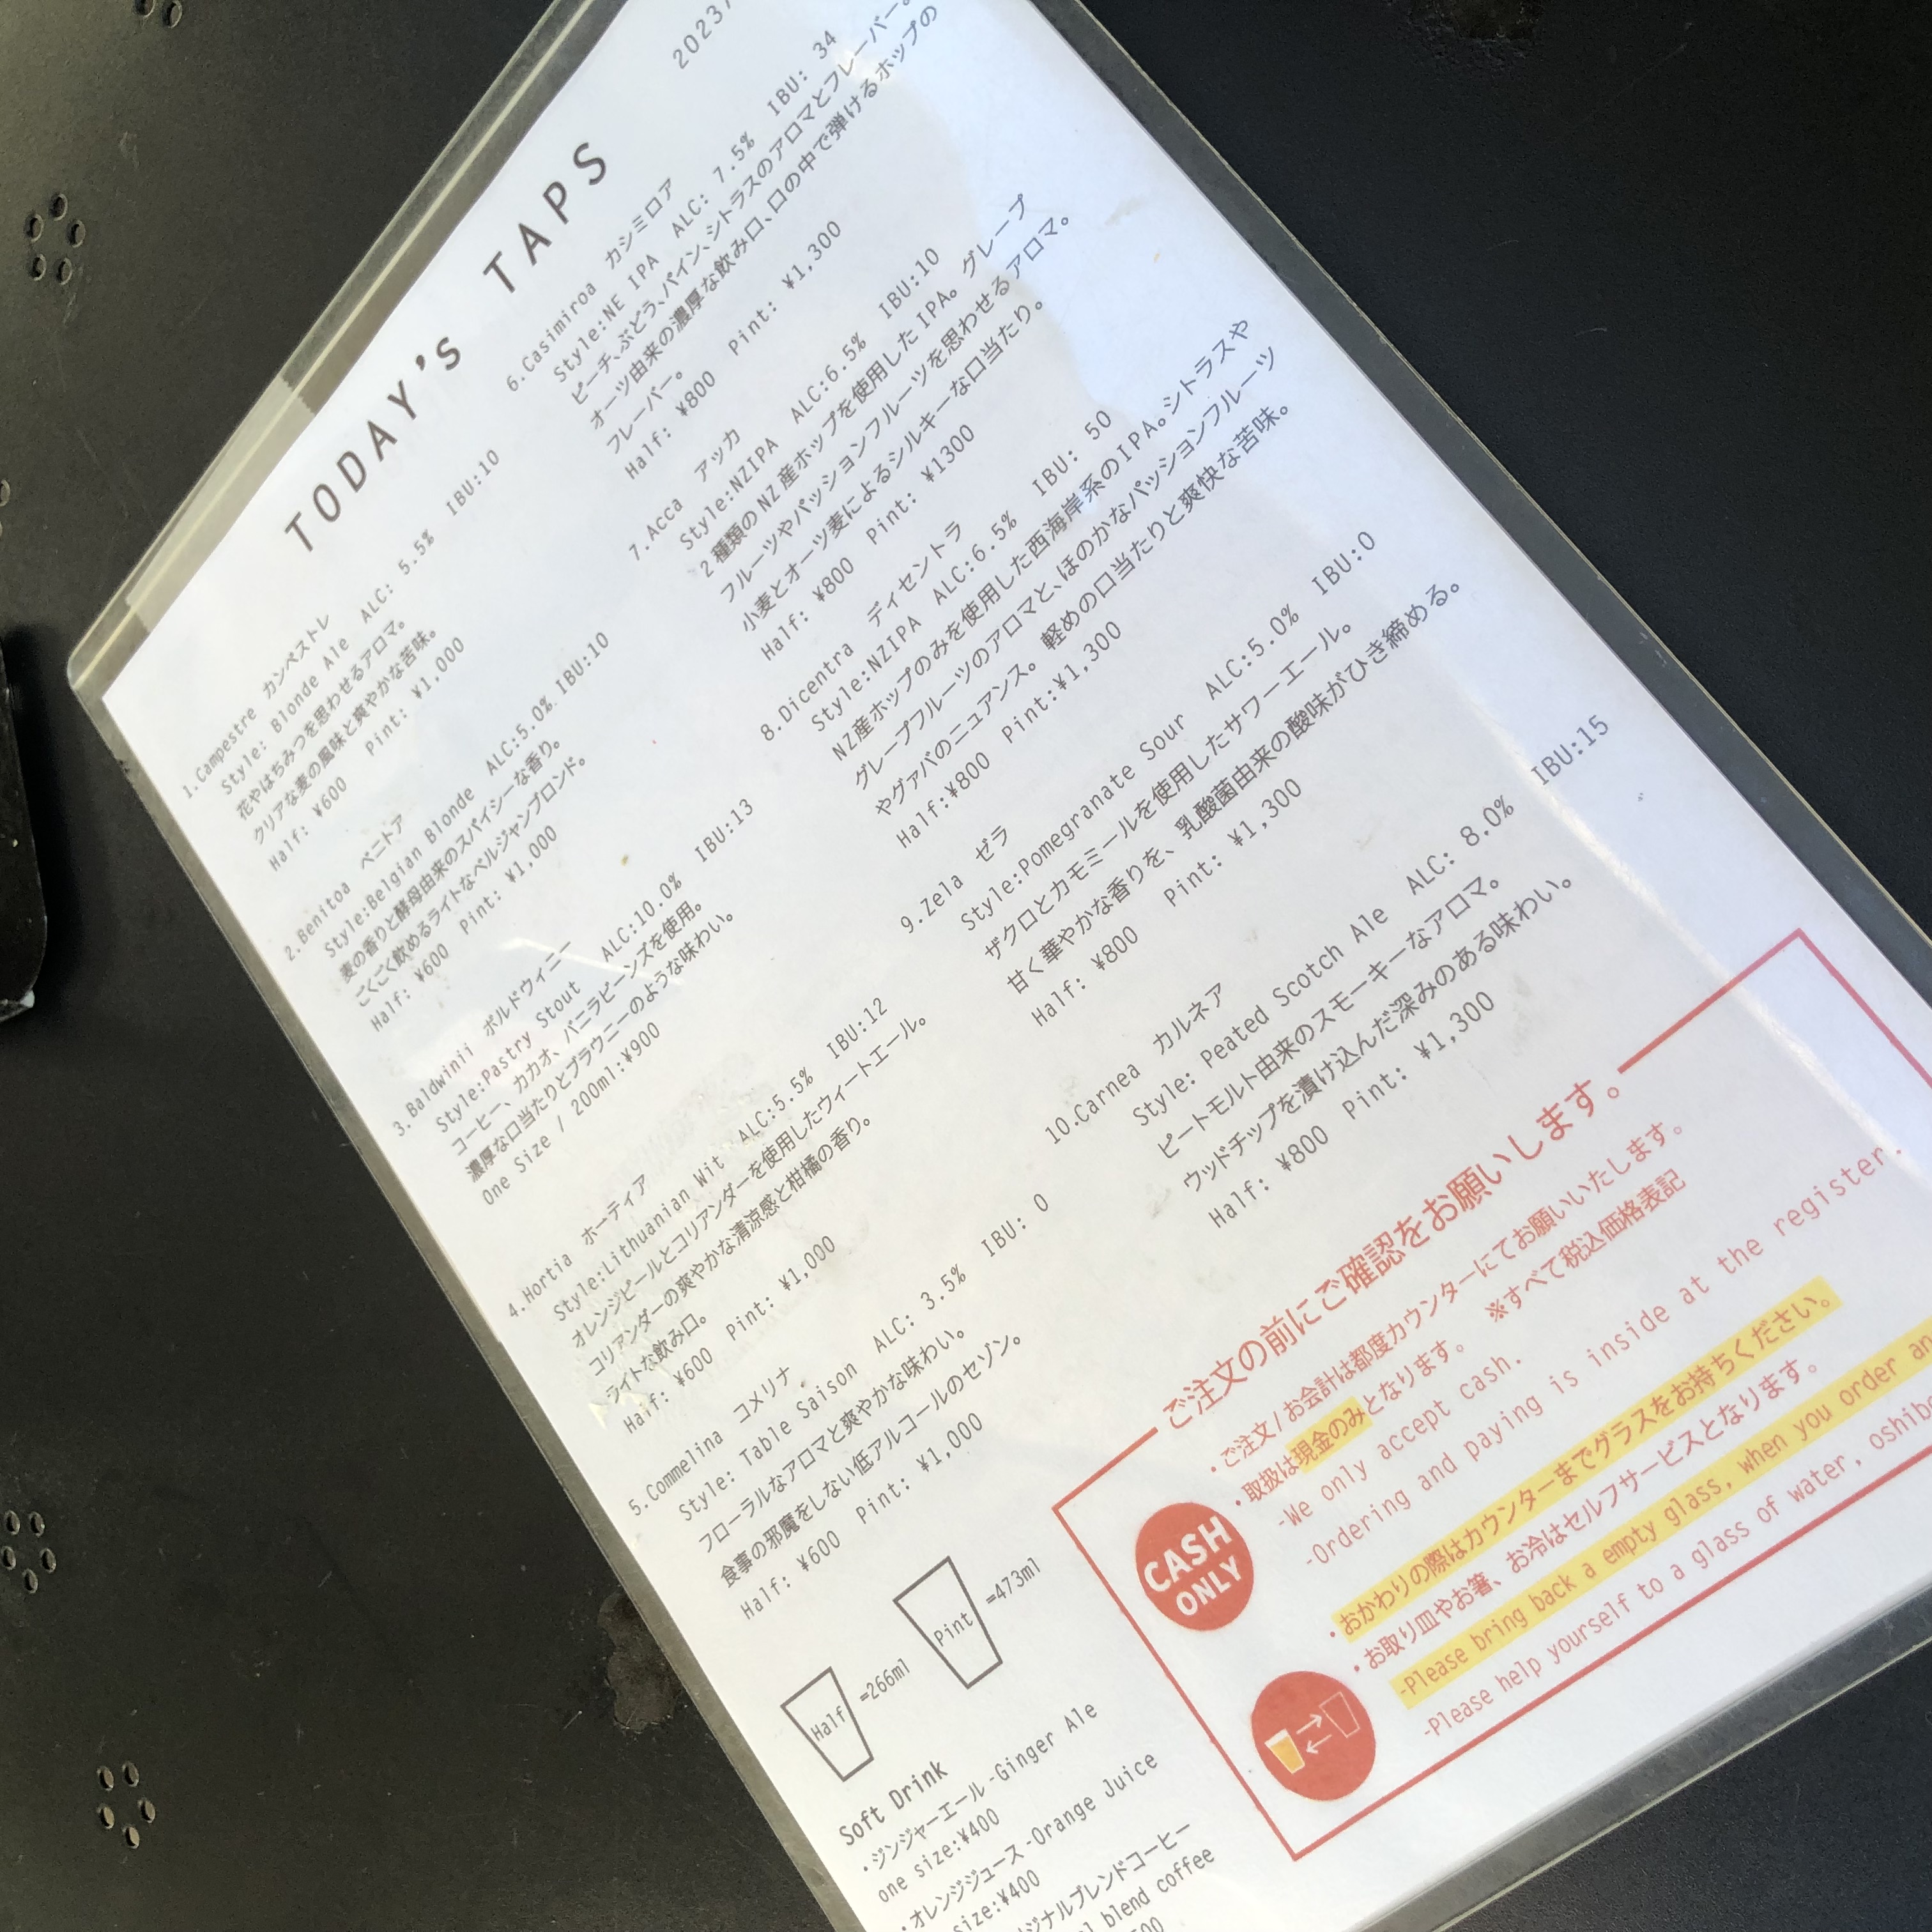 TODAY's TAPS
2023
1.Campestre カンペストレ
Style: Blonde Ale ALC: 5.5% IBU:10
花やはちみつを思わせるアロマ。
クリアな麦の風味と爽やかな苦味。
Half: ¥600 Pint: ¥1,000
2.Benitoa ベニトア
Style:Belgian Blonde ALC:5.0% IBU:10
麦の香りと酵母由来のスパイシーな香り。
ごくごく飲めるライトなベルジャンブロンド。
Half: ¥600 Pint: ¥1,000
3.Baldwinii ボルドウィニー
Style:Pastry Stout ALC:10.0% IBU:13
コーヒー、カカオ、バニラビーンズを使用。
濃厚な口当たりとブラウニーのような味わい。
One Size / 200ml:¥900
4.Hortia ホーティア
Style:Lithuanian Wit ALC:5.5% IBU:12
オレンジピールとコリアンダーを使用したウィートエール。
コリアンダーの爽やかな清涼感と柑橘の香り。
ライトな飲み口。
Half: ¥600 Pint: ¥1,000
5.Commelina コメリナ
Style: Table Saison ALC: 3.5% IBU: 0
フローラルなアロマと爽やかな味わい。
食事の邪魔をしない低アルコールのセゾン。
Half: ¥600 Pint: ¥1,000
6.Casimiroa カシミロア
Style:NE IPA ALC: 7.5% IBU: 34
ピーチ、ぶどう、パイン、シトラスのアロマとフレーバー。
オーツ由来の濃厚な飲み口、口の中で弾けるホップの
フレーバー。
Half: ¥800 Pint: ¥1,300
7.Acca アッカ
Style:NZIPA ALC:6.5% IBU:10
２種類のNZ産ホップを使用したIPA。グレープ
フルーツやパッションフルーツを思わせるアロマ。
小麦とオーツ麦によるシルキーな口当たり。
Half: ¥800 Pint: ¥1300
8.Dicentra ディセントラ
Style:NZIPA ALC:6.5% IBU: 50
NZ産ホップのみを使用した西海岸系のIPA。シトラスや
グレープフルーツのアロマと、ほのかなパッションフルーツ
やグァバのニュアンス。軽めの口当たりと爽快な苦味。
Half:¥800 Pint:¥1,300
9.Zela ゼラ
Style:Pomegranate Sour ALC:5.0% IBU:0
ザクロとカモミールを使用したサワーエール。
甘く華やかな香りを、乳酸菌由来の酸味がひき締める。
Half: ¥800 Pint: ¥1,300
10.Carnea カルネア
Style: Peated Scotch Ale ALC: 8.0% IBU:15
ピートモルト由来のスモーキーなアロマ。
ウッドチップを漬け込んだ深みのある味わい。
Half: ¥800 Pint: ¥1,300
Half =266ml
Pint =473ml
Soft Drink
・ジンジャーエール-Ginger Ale
one size:¥400
・オレンジジュース-Orange Juice
size:¥400
ジナルブレンドコーヒー
blend coffee
ご注文の前にご確認をお願いします。
CASH
ONLY
・ご注文/お会計は都度カウンターにてお願いいたします。
・取扱は現金のみとなります。 ※すべて税込価格表記
-We only accept cash.
-Ordering and paying is inside at the register.
・おかわりの際はカウンターまでグラスをお持ちください。
・お取り皿やお箸、お冷はセルフサービスとなります。
-Please bring back a empty glass, when you order an
-Please help yourself to a glass of water, oshibo